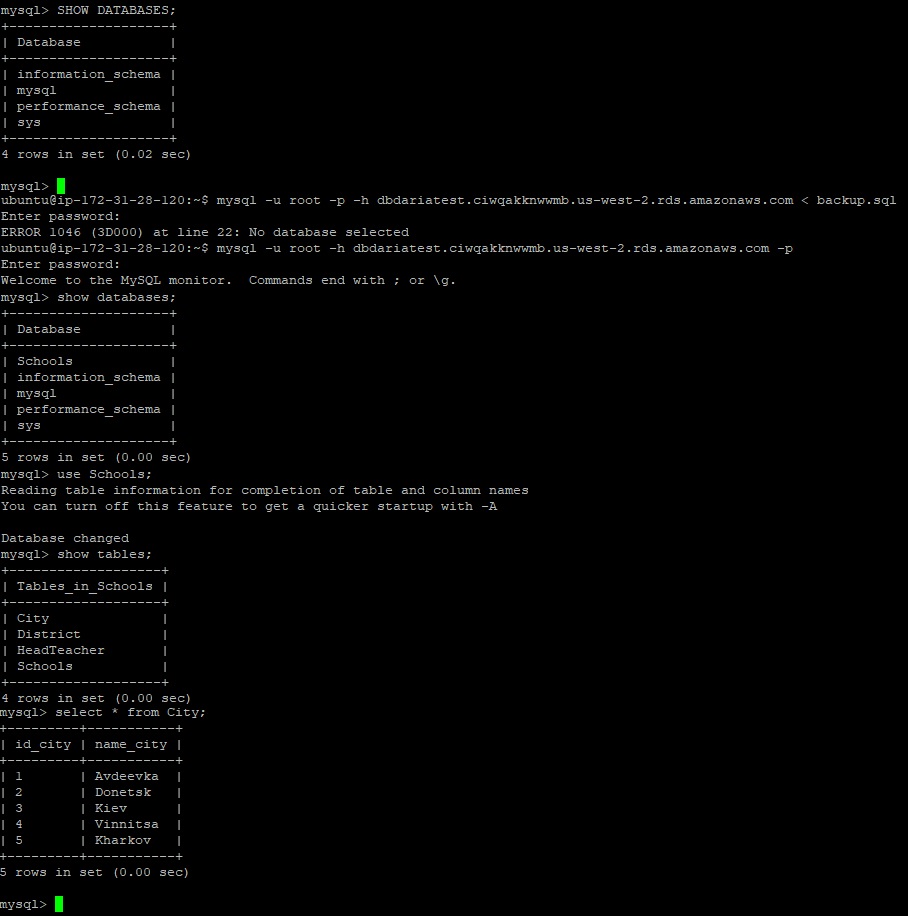 mysql> SHOW DATABASES;
+--------------------+
| Database           |
+--------------------+
| information_schema |
| mysql              |
| performance_schema |
| sys                |
+--------------------+
4 rows in set (0.02 sec)
mysql>
ubuntu@ip-172-31-28-120:~$ mysql -u root -p -h dbdariatest.ciwqakknwwmb.us-west-2.rds.amazonaws.com < backup.sql
Enter password:
ERROR 1046 (3D000) at line 22: No database selected
ubuntu@ip-172-31-28-120:~$ mysql -u root -h dbdariatest.ciwqakknwwmb.us-west-2.rds.amazonaws.com -p
Enter password:
Welcome to the MySQL monitor.  Commands end with ; or \g.
mysql> show databases;
+--------------------+
| Database           |
+--------------------+
| Schools            |
| information_schema |
| mysql              |
| performance_schema |
| sys                |
+--------------------+
5 rows in set (0.00 sec)
mysql> use Schools;
Reading table information for completion of table and column names
You can turn off this feature to get a quicker startup with -A
Database changed
mysql> show tables;
+-------------------+
| Tables_in_Schools |
+-------------------+
| City              |
| District          |
| HeadTeacher       |
| Schools           |
+-------------------+
4 rows in set (0.00 sec)
mysql> select * from City;
+---------+-----------+
| id_city | name_city |
+---------+-----------+
| 1       | Avdeevka  |
| 2       | Donetsk   |
| 3       | Kiev      |
| 4       | Vinnitsa  |
| 5       | Kharkov   |
+---------+-----------+
5 rows in set (0.00 sec)
mysql>